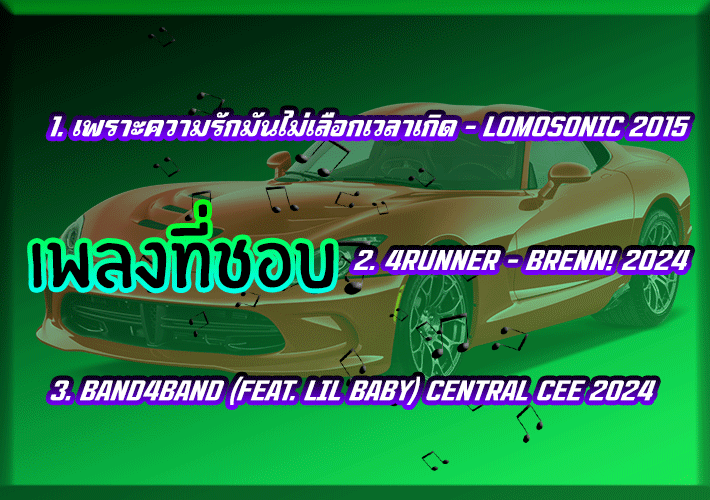 1. เพราะความรักมันไม่เลือกเวลาเกิด - LOMOSONIC 2015
เพลงที่ชอบ
2. 4RUNNER - BRENN! 2024
3. BAND4BAND (FEAT. LIL BABY) CENTRAL CEE 2024